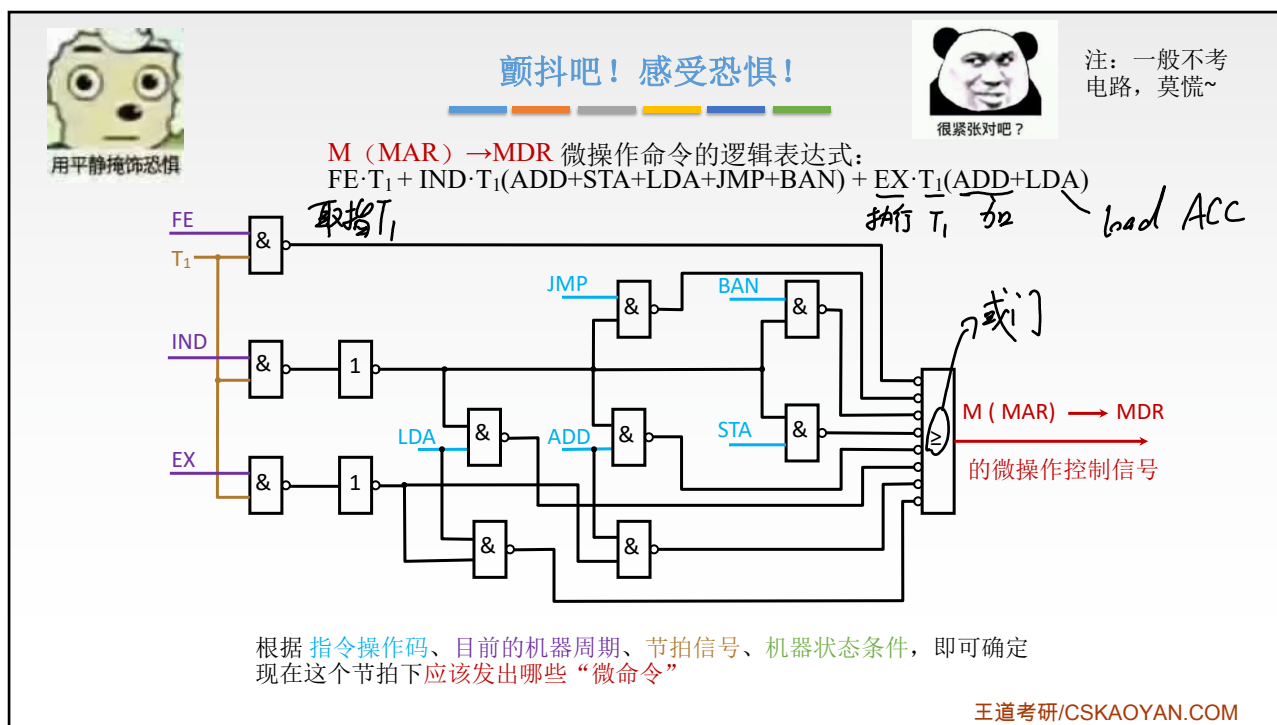 颤抖吧！感受恐惧！
注：一般不考
电路，莫慌~
用平静掩饰恐惧
很紧张对吧？
M（MAR）→MDR 微操作命令的逻辑表达式：
FE·T₁ + IND·T₁(ADD+STA+LDA+JMP+BAN) + EX·T₁(ADD+LDA)
取指T₁
执行 T₁ 加
load ACC
FE
&
T₁
JMP
&
BAN
&
或门
IND
&
1
LDA
&
ADD
&
STA
&
≥
M ( MAR) → MDR
的微操作控制信号
EX
&
1
&
&
根据 指令操作码、目前的机器周期、节拍信号、机器状态条件，即可确定
现在这个节拍下应该发出哪些“微命令”
王道考研/CSKAOYAN.COM